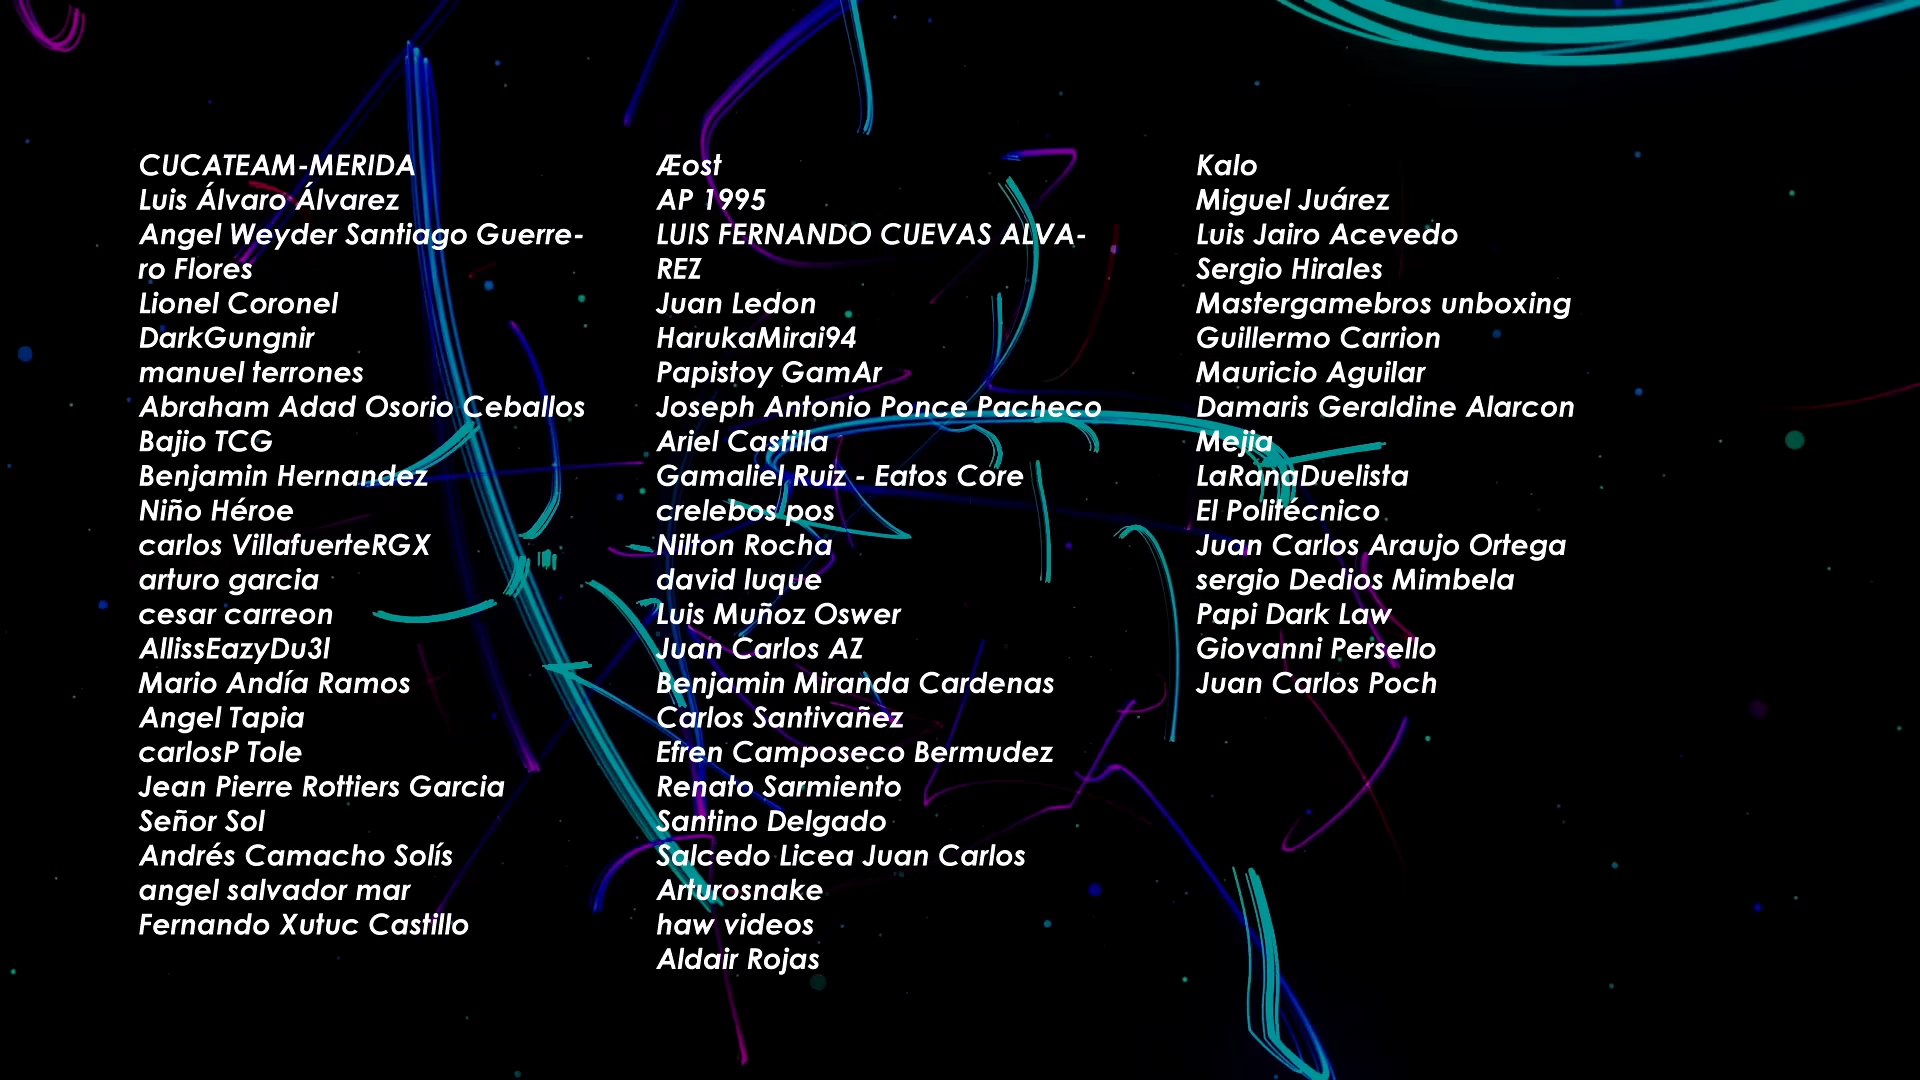 CUCATEAM-MERIDA
Luis Álvaro Álvarez
Angel Weyder Santiago Guerre-
ro Flores
Lionel Coronel
DarkGungnir
manuel terrones
Abraham Adad Osorio Ceballos
Bajio TCG
Benjamin Hernandez
Niño Héroe
carlos VillafuerteRGX
arturo garcia
cesar carreon
AllissEazyDu3l
Mario Andía Ramos
Angel Tapia
carlosP Tole
Jean Pierre Rottiers Garcia
Señor Sol
Andrés Camacho Solís
angel salvador mar
Fernando Xutuc Castillo
Æost
AP 1995
LUIS FERNANDO CUEVAS ALVA-
REZ
Juan Ledon
HarukaMirai94
Papistoy GamAr
Joseph Antonio Ponce Pacheco
Ariel Castilla
Gamaliel Ruiz - Eatos Core
crelebos pos
Nilton Rocha
david luque
Luis Muñoz Oswer
Juan Carlos AZ
Benjamin Miranda Cardenas
Carlos Santivañez
Efren Camposeco Bermudez
Renato Sarmiento
Santino Delgado
Salcedo Licea Juan Carlos
Arturosnake
haw videos
Aldair Rojas
Kalo
Miguel Juárez
Luis Jairo Acevedo
Sergio Hirales
Mastergamebros unboxing
Guillermo Carrion
Mauricio Aguilar
Damaris Geraldine Alarcon
Mejia
LaRanaDuelista
El Politécnico
Juan Carlos Araujo Ortega
sergio Dedios Mimbela
Papi Dark Law
Giovanni Persello
Juan Carlos Poch